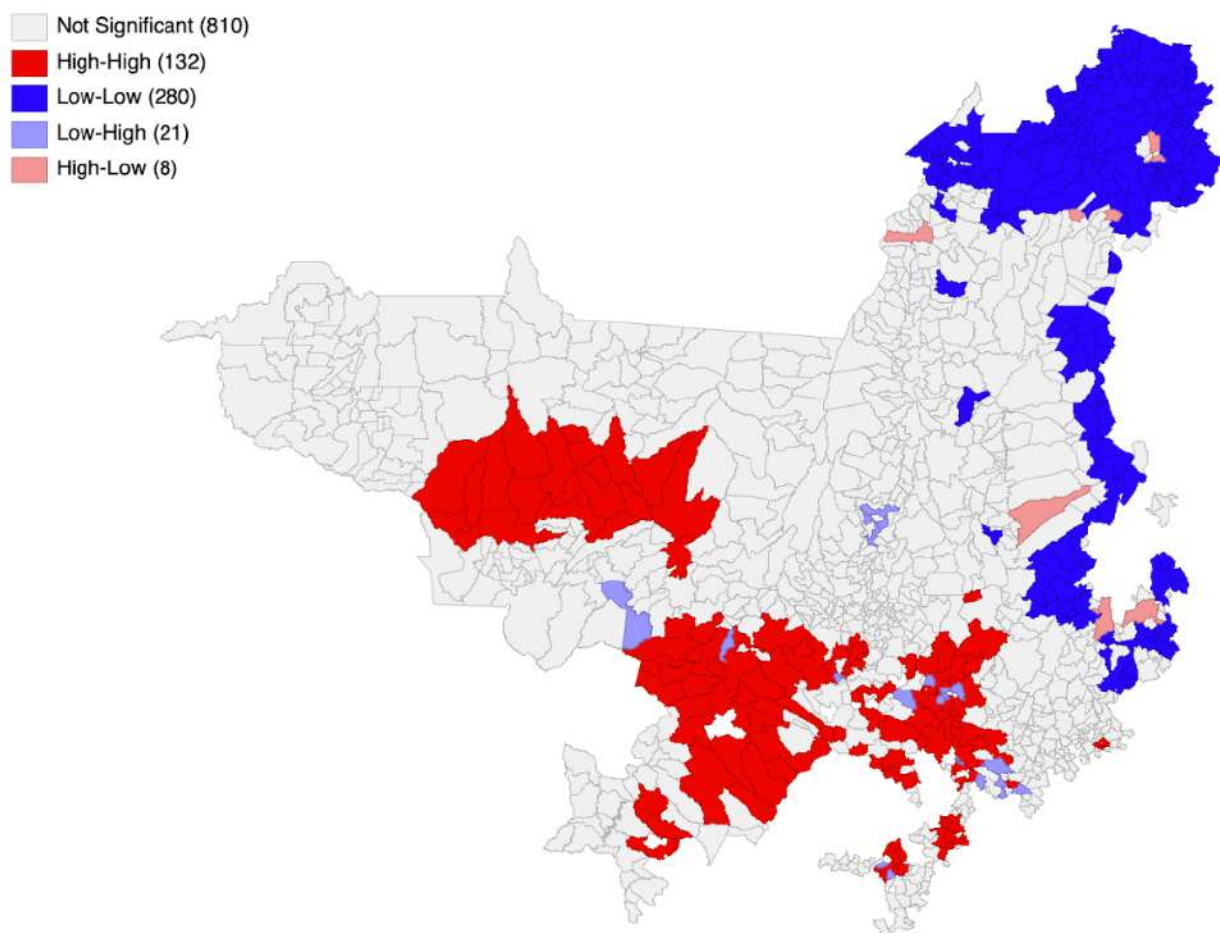 Not Significant (810)
High-High (132)
Low-Low (280)
Low-High (21)
High-Low (8)